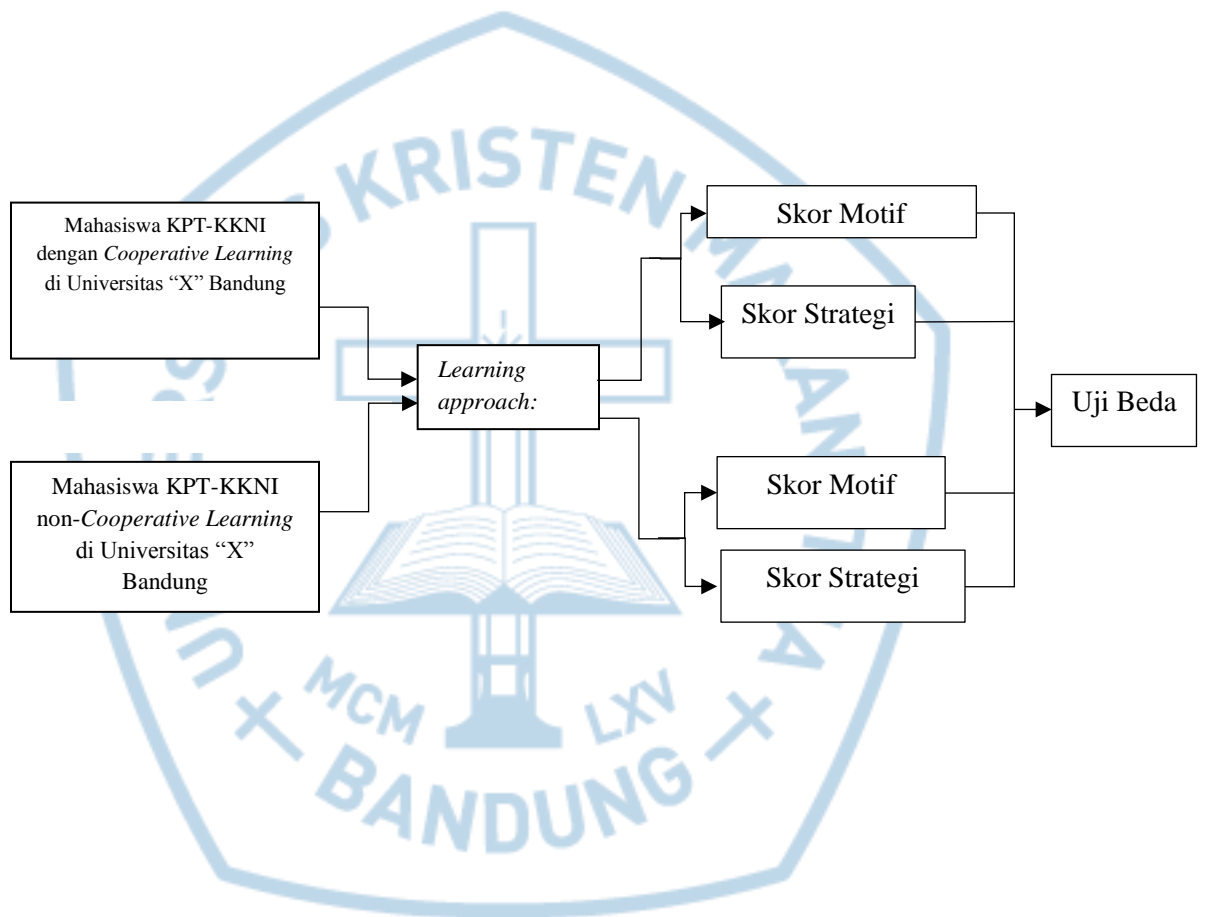 Mahasiswa KPT-KKNI
dengan Cooperative Learning
di Universitas “X” Bandung
Mahasiswa KPT-KKNI
non-Cooperative Learning
di Universitas “X”
Bandung
Learning
approach:
Skor Motif
Skor Strategi
Skor Motif
Skor Strategi
Uji Beda
KRISTEN
MCM
LXV
BANDUNG